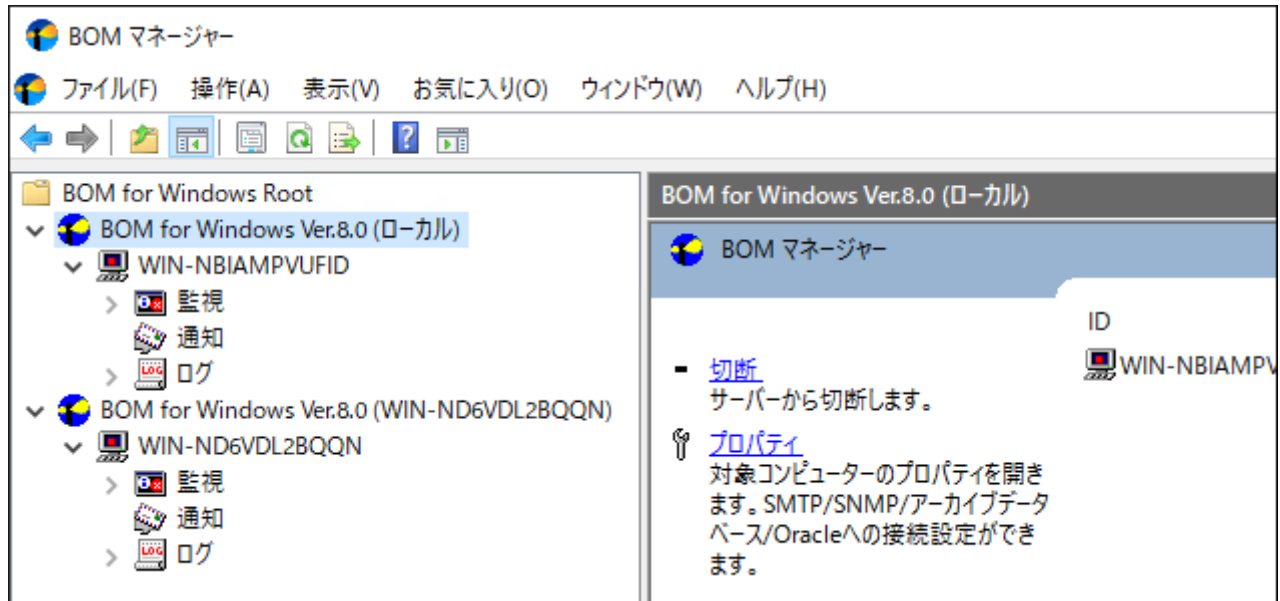 BOM マネージャー
ファイル(F) 操作(A) 表示(V) お気に入り(O) ウィンドウ(W) ヘルプ(H)
BOM for Windows Root
BOM for Windows Ver.8.0 (ローカル)
WIN-NBIAMPVUFID
監視
通知
ログ
BOM for Windows Ver.8.0 (WIN-ND6VDL2BQQN)
WIN-ND6VDL2BQQN
監視
通知
ログ
BOM for Windows Ver.8.0 (ローカル)
BOM マネージャー
切断
サーバーから切断します。
プロパティ
対象コンピューターのプロパティを開き
ます。SMTP/SNMP/アーカイブデータ
ベース/Oracleへの接続設定ができ
ます。
ID
WIN-NBIAMPV